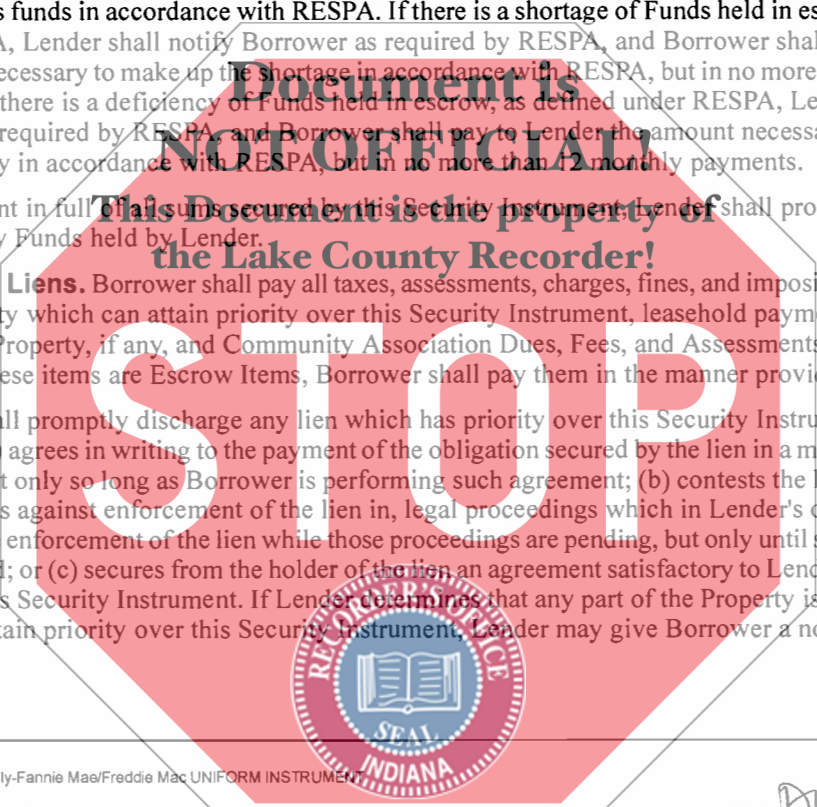 s funds in accordance with RESPA. If there is a shortage of Funds held in es
A, Lender shall notify Borrower as required by RESPA, and Borrower shal
ecessary to make up the shortage in accordance with RESPA, but in no more
there is a deficiency of Funds held in escrow, as defined under RESPA, Le
required by RESPA, and Borrower shall pay to Lender the amount necessa
y in accordance with RESPA, but in no more than 12 monthly payments.
Document is
NOT OFFICIAL!
This Document is the property of
the Lake County Recorder!
nt in full of all sums secured by this Security Instrument, Lender shall pro
y Funds held by Lender.
Liens. Borrower shall pay all taxes, assessments, charges, fines, and imposi
ty which can attain priority over this Security Instrument, leasehold payme
Property, if any, and Community Association Dues, Fees, and Assessments
ese items are Escrow Items, Borrower shall pay them in the manner provid
STOP
ll promptly discharge any lien which has priority over this Security Instru
) agrees in writing to the payment of the obligation secured by the lien in a m
t only so long as Borrower is performing such agreement; (b) contests the l
s against enforcement of the lien in, legal proceedings which in Lender's o
enforcement of the lien while those proceedings are pending, but only until s
d; or (c) secures from the holder of the lien an agreement satisfactory to Lend
s Security Instrument. If Lender determines that any part of the Property is
tain priority over this Security Instrument, Lender may give Borrower a no
SEAL
INDIANA
ly-Fannie Mae/Freddie Mac UNIFORM INSTRUMENT